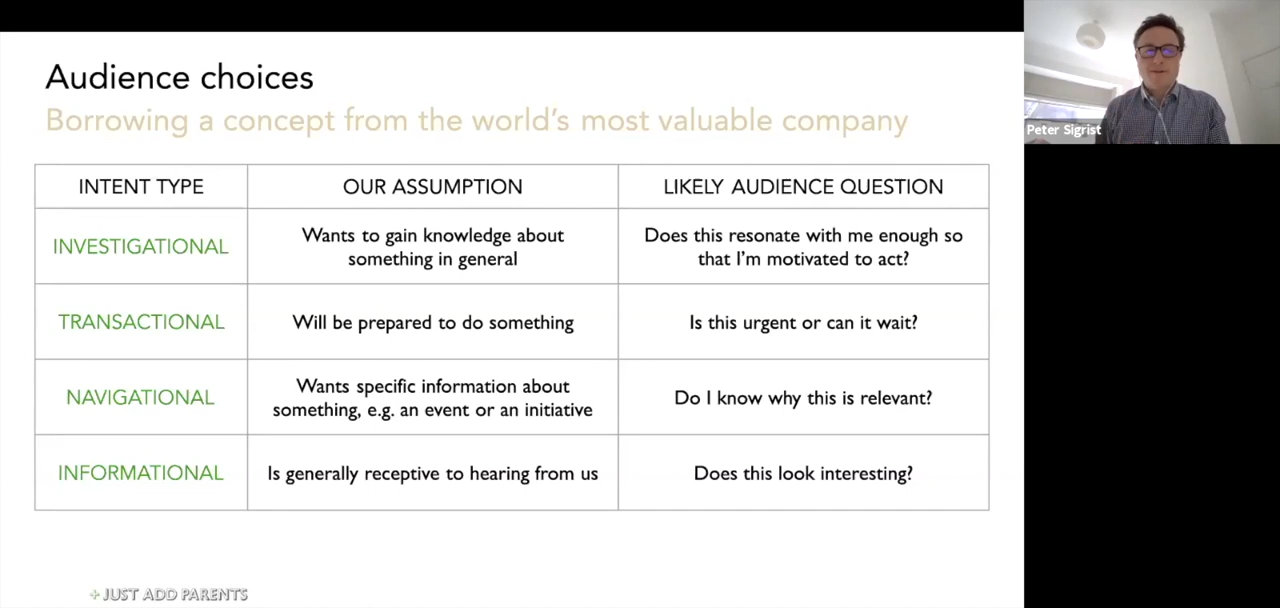 Audience choices
Borrowing a concept from the world's most valuable company
INTENT TYPE
OUR ASSUMPTION
LIKELY AUDIENCE QUESTION
INVESTIGATIONAL
Wants to gain knowledge about
something in general
Does this resonate with me enough so
that I'm motivated to act?
TRANSACTIONAL
Will be prepared to do something
Is this urgent or can it wait?
NAVIGATIONAL
Wants specific information about
something, e.g. an event or an initiative
Do I know why this is relevant?
INFORMATIONAL
Is generally receptive to hearing from us
Does this look interesting?
+ JUST ADD PARENTS
Peter Sigrist